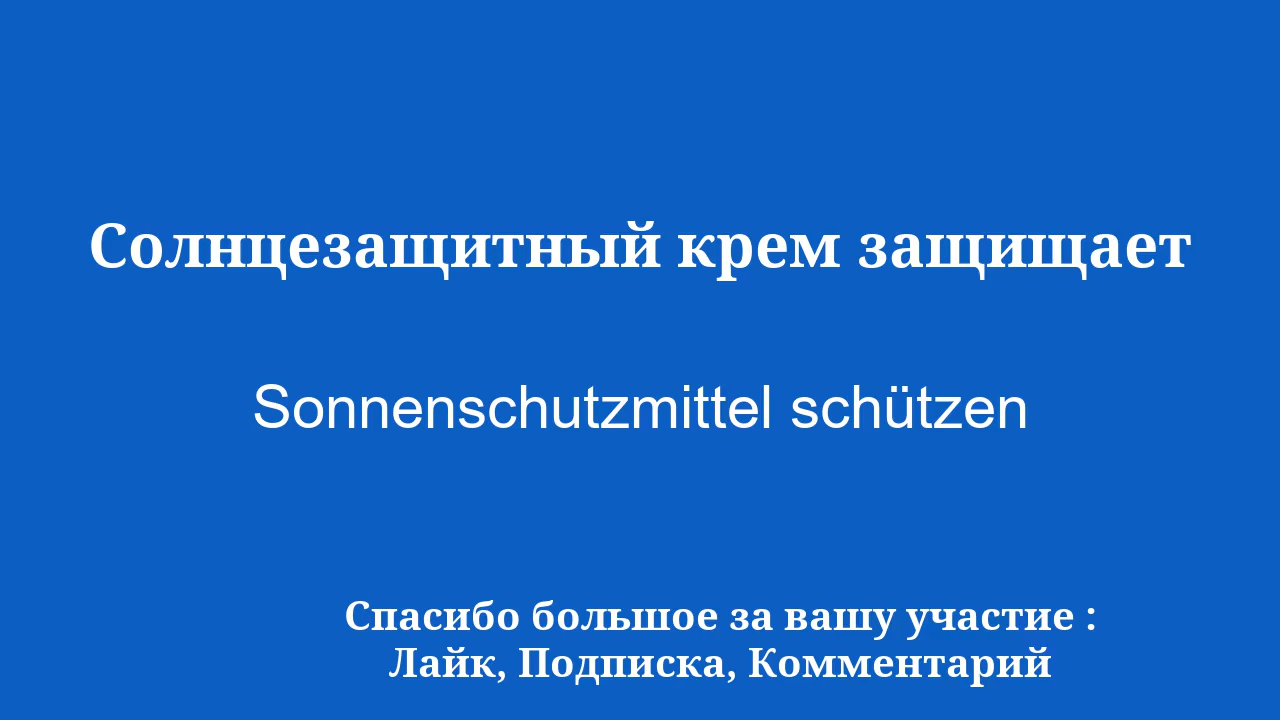 Солнцезащитный крем защищает
Sonnenschutzmittel schützen
Спасибо большое за вашу участие :
Лайк, Подписка, Комментарий